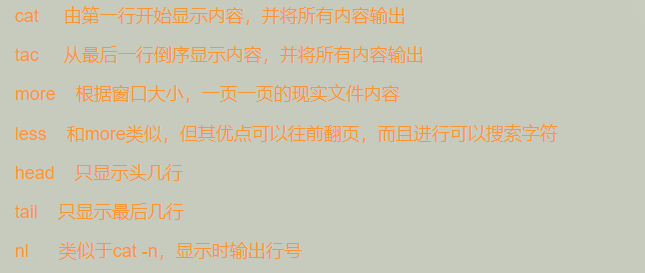 cat 由第一行开始显示内容，并将所有内容输出
tac 从最后一行倒序显示内容，并将所有内容输出
more 根据窗口大小，一页一页的现实文件内容
less 和more类似，但其优点可以往前翻页，而且进行可以搜索字符
head 只显示头几行
tail 只显示最后几行
nl 类似于cat -n，显示时输出行号